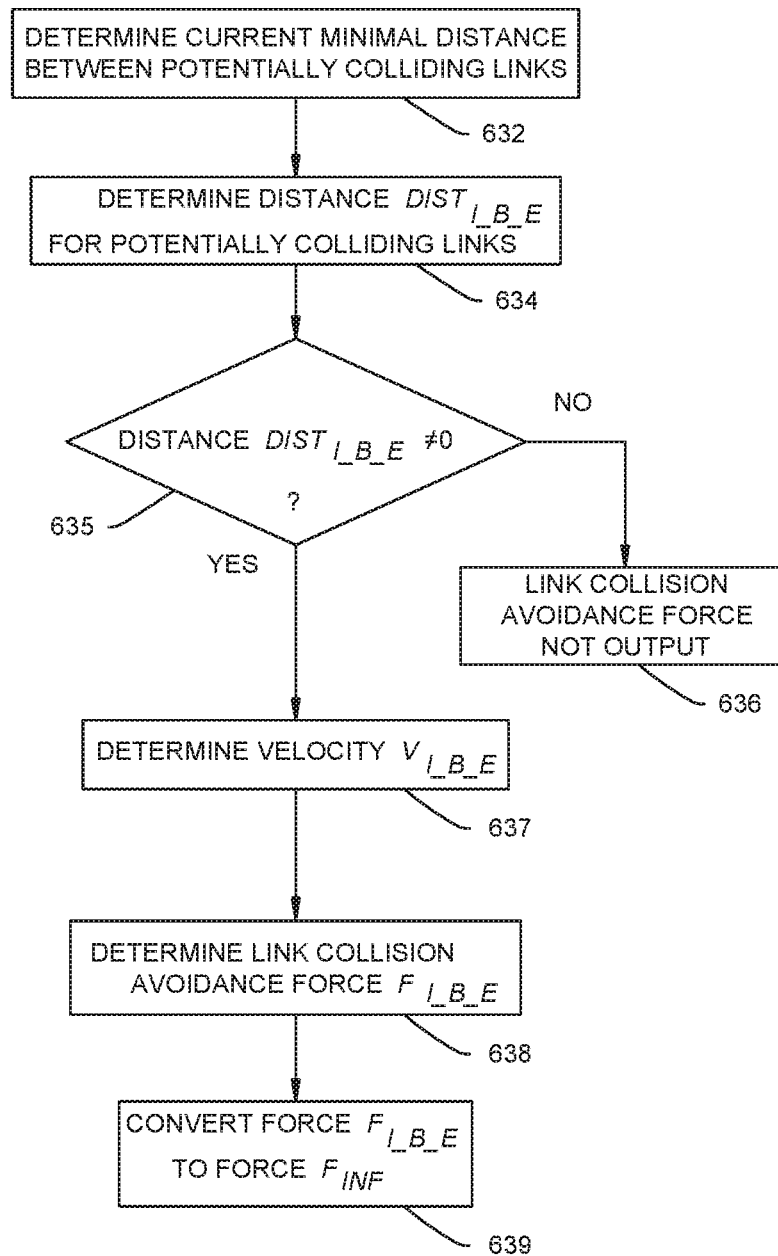 DETERMINE CURRENT MINIMAL DISTANCE
BETWEEN POTENTIALLY COLLIDING LINKS
632
DETERMINE DISTANCE DIST I_B_E
FOR POTENTIALLY COLLIDING LINKS
634
DISTANCE DIST I_B_E ≠0
?
635
NO
YES
LINK COLLISION
AVOIDANCE FORCE
NOT OUTPUT
636
DETERMINE VELOCITY V I_B_E
637
DETERMINE LINK COLLISION
AVOIDANCE FORCE F I_B_E
638
CONVERT FORCE F I_B_E
TO FORCE F INF
639